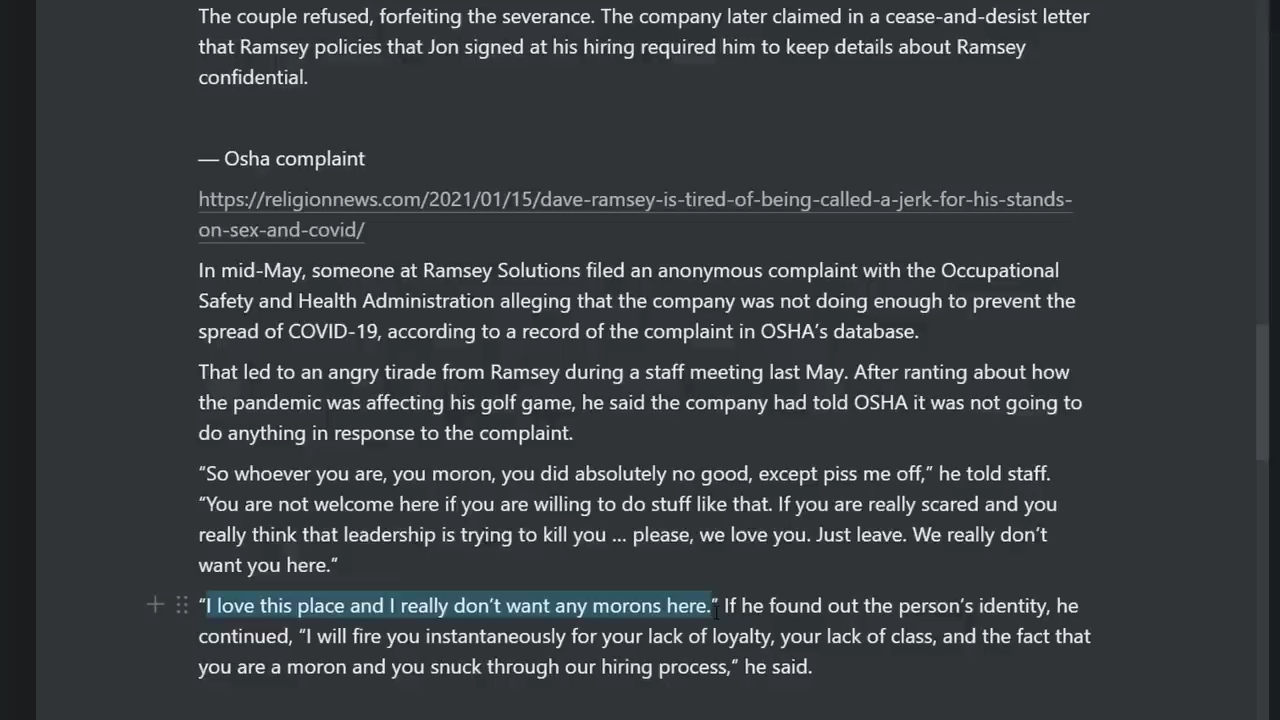 The couple refused, forfeiting the severance. The company later claimed in a cease-and-desist letter
that Ramsey policies that Jon signed at his hiring required him to keep details about Ramsey
confidential.
— Osha complaint
https://religionnews.com/2021/01/15/dave-ramsey-is-tired-of-being-called-a-jerk-for-his-stands-
on-sex-and-covid/
In mid-May, someone at Ramsey Solutions filed an anonymous complaint with the Occupational
Safety and Health Administration alleging that the company was not doing enough to prevent the
spread of COVID-19, according to a record of the complaint in OSHA’s database.
That led to an angry tirade from Ramsey during a staff meeting last May. After ranting about how
the pandemic was affecting his golf game, he said the company had told OSHA it was not going to
do anything in response to the complaint.
“So whoever you are, you moron, you did absolutely no good, except piss me off,” he told staff.
“You are not welcome here if you are willing to do stuff like that. If you are really scared and you
really think that leadership is trying to kill you … please, we love you. Just leave. We really don’t
want you here.”
“I love this place and I really don’t want any morons here.” If he found out the person’s identity, he
continued, “I will fire you instantaneously for your lack of loyalty, your lack of class, and the fact that
you are a moron and you snuck through our hiring process,” he said.